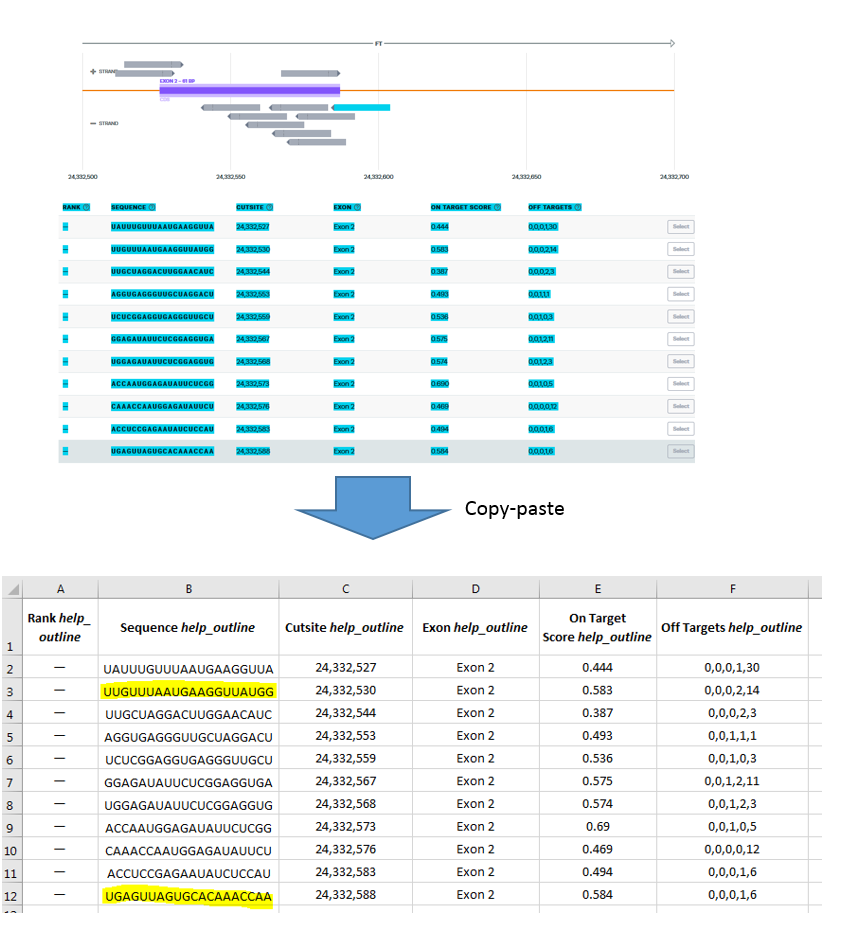 FT
+ STRAND
EXON 2 - 61 BP
— STRAND
24,332,500 24,332,550 24,332,600 24,332,650 24,332,700
RANK SEQUENCE CUTSITE EXON ON TARGET SCORE OFF TARGETS
— UAUUUGUUUAAUGAAGGUUA 24,332,527 Exon 2 0.444 0,0,0,1,30 Select
— UUGUUUAAUGAAGGUUAUGG 24,332,530 Exon 2 0.583 0,0,0,2,14 Select
— UUGCUAGGACUUGGAACAUC 24,332,544 Exon 2 0.387 0,0,0,2,3 Select
— AGGUGAGGGUUGCUAGGACU 24,332,553 Exon 2 0.493 0,0,1,1,1 Select
— UCUCGGAGGUGAGGGUUGCU 24,332,559 Exon 2 0.536 0,0,1,0,3 Select
— GGAGAUAUUCUCGGAGGUGA 24,332,567 Exon 2 0.575 0,0,1,2,11 Select
— UGGAGAUAUUCUCGGAGGUG 24,332,568 Exon 2 0.574 0,0,1,2,3 Select
— ACCAAUGGAGAUAUUCUCGG 24,332,573 Exon 2 0.690 0,0,1,0,5 Select
— CAAACCAAUGGAGAUAUUCU 24,332,576 Exon 2 0.469 0,0,0,0,12 Select
— ACCUCCGAGAAUAUCUCCAU 24,332,583 Exon 2 0.494 0,0,0,1,6 Select
— UGAGUUAGUGCACAAACCAA 24,332,588 Exon 2 0.584 0,0,0,1,6 Select
Copy-paste
A B C D E F
1 Rank help_outline Sequence help_outline Cutsite help_outline Exon help_outline On Target Score help_outline Off Targets help_outline
2 — UAUUUGUUUAAUGAAGGUUA 24,332,527 Exon 2 0.444 0,0,0,1,30
3 — UUGUUUAAUGAAGGUUAUGG 24,332,530 Exon 2 0.583 0,0,0,2,14
4 — UUGCUAGGACUUGGAACAUC 24,332,544 Exon 2 0.387 0,0,0,2,3
5 — AGGUGAGGGUUGCUAGGACU 24,332,553 Exon 2 0.493 0,0,1,1,1
6 — UCUCGGAGGUGAGGGUUGCU 24,332,559 Exon 2 0.536 0,0,1,0,3
7 — GGAGAUAUUCUCGGAGGUGA 24,332,567 Exon 2 0.575 0,0,1,2,11
8 — UGGAGAUAUUCUCGGAGGUG 24,332,568 Exon 2 0.574 0,0,1,2,3
9 — ACCAAUGGAGAUAUUCUCGG 24,332,573 Exon 2 0.69 0,0,1,0,5
10 — CAAACCAAUGGAGAUAUUCU 24,332,576 Exon 2 0.469 0,0,0,0,12
11 — ACCUCCGAGAAUAUCUCCAU 24,332,583 Exon 2 0.494 0,0,0,1,6
12 — UGAGUUAGUGCACAAACCAA 24,332,588 Exon 2 0.584 0,0,0,1,6